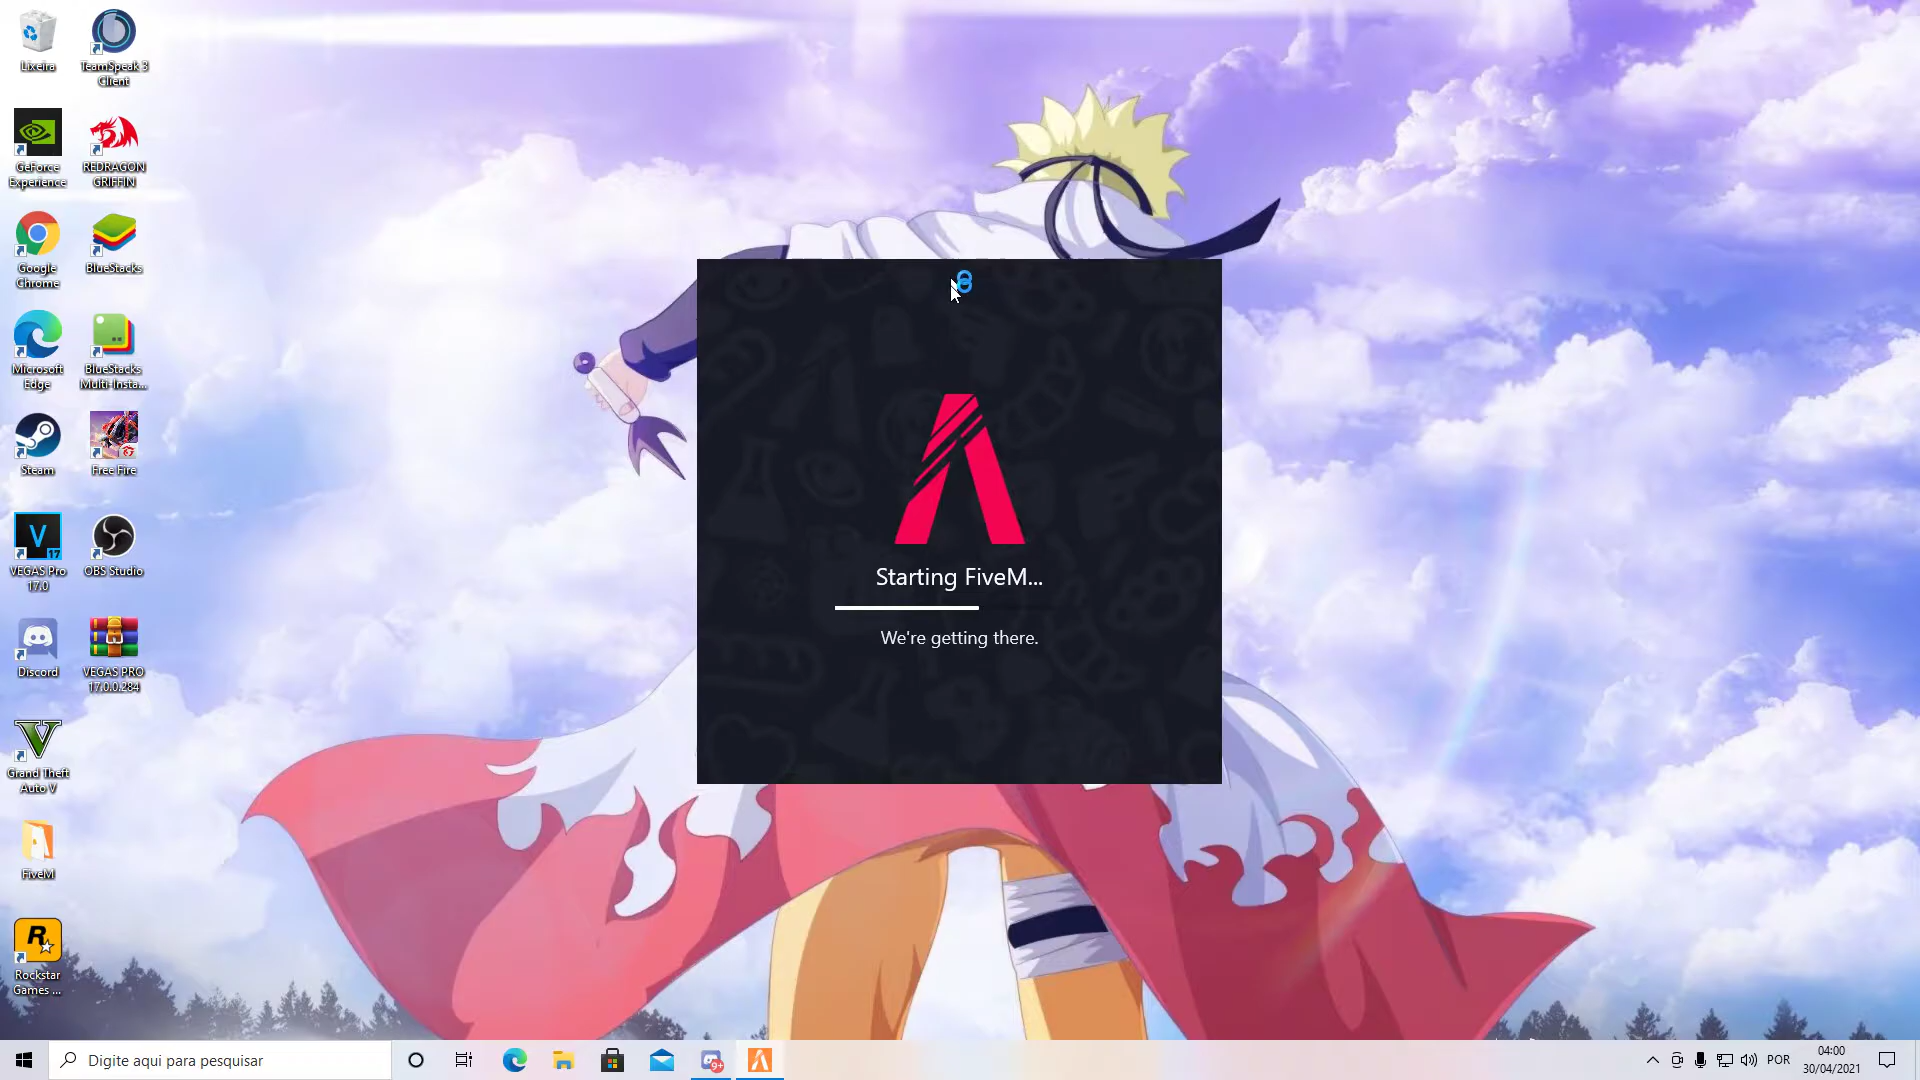 Lixeira
TeamSpeak 3
Client
GeForce
Experience
REDRAGON
GRIFFIN
Google
Chrome
BlueStacks
Microsoft
Edge
BlueStacks
Multi-Insta...
Steam
Free Fire
VEGAS Pro
17.0
OBS Studio
Discord
VEGAS PRO
17.0.0.284
Grand Theft
Auto V
FiveM
Rockstar
Games ...
Starting FiveM...
We're getting there.
Digite aqui para pesquisar
9+
POR
04:00
30/04/2021